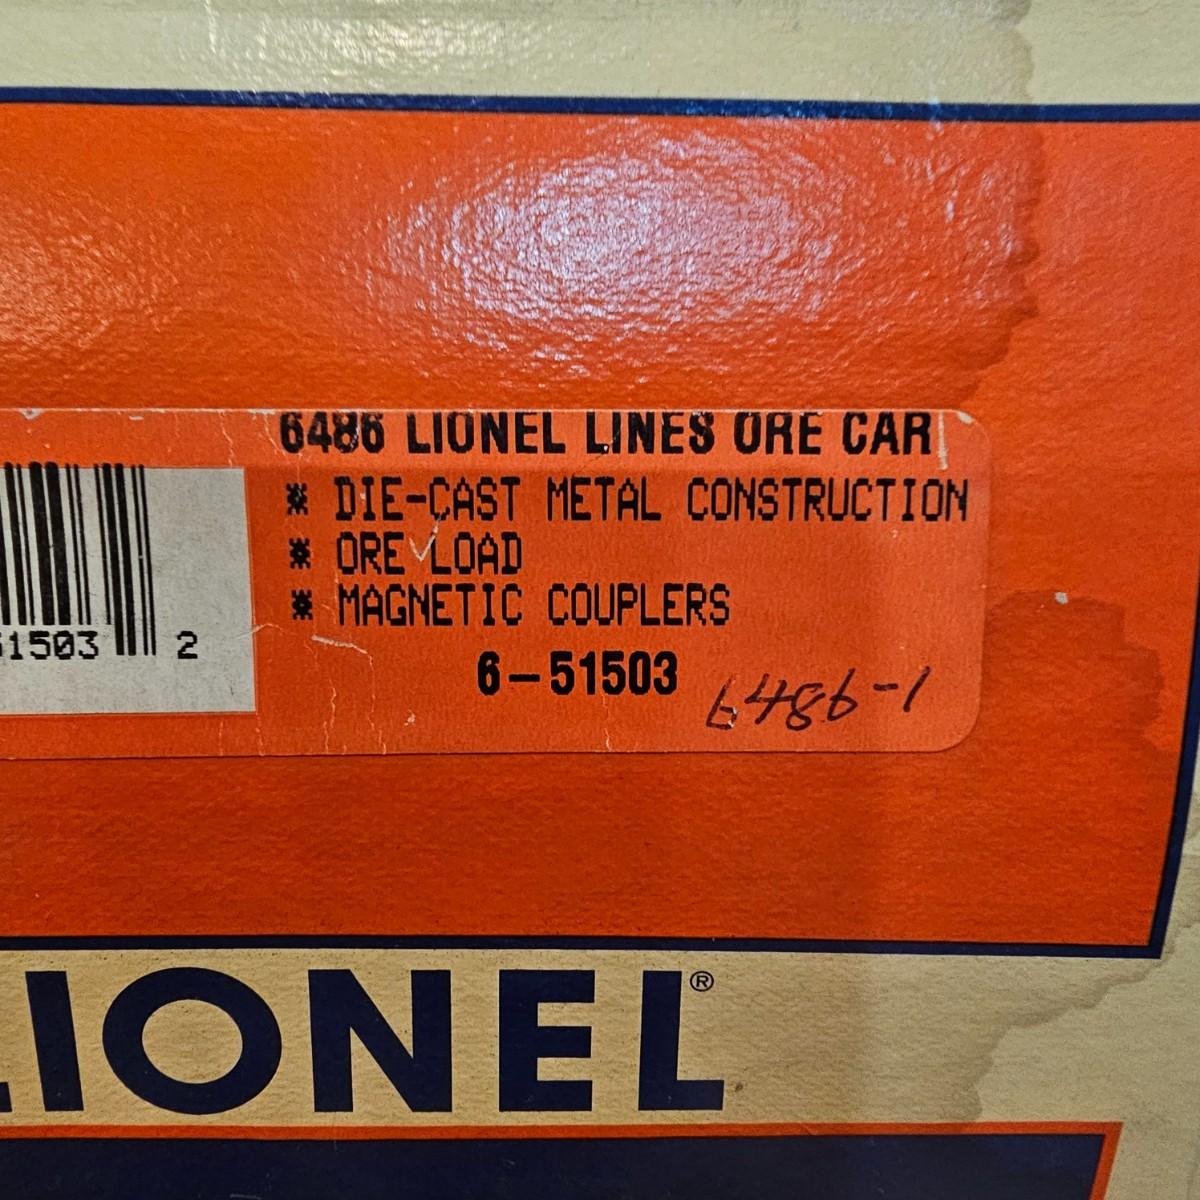 6486 LIONEL LINES ORE CAR
* DIE-CAST METAL CONSTRUCTION
* ORE LOAD
* MAGNETIC COUPLERS
51503 2
6-51503
6486-1
LIONEL®